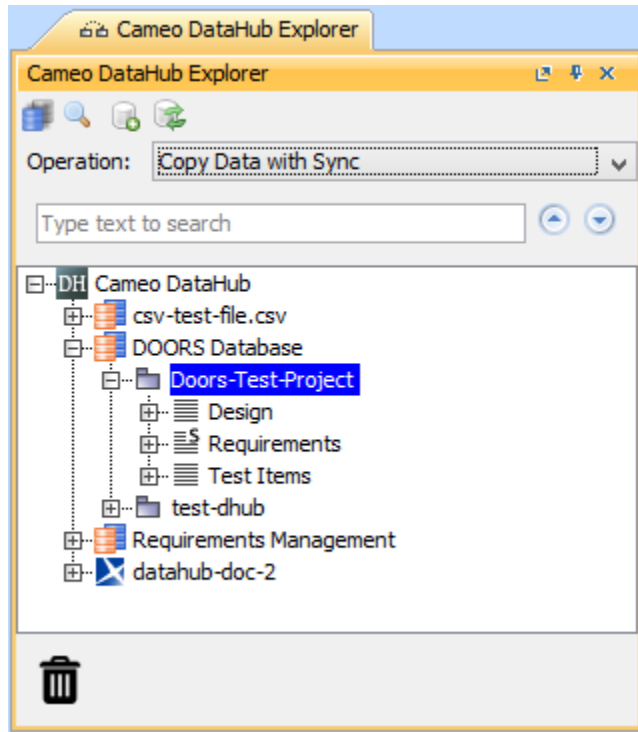 Cameo DataHub Explorer
Cameo DataHub Explorer
Operation: Copy Data with Sync
Type text to search
DH Cameo DataHub
csv-test-file.csv
DOORS Database
Doors-Test-Project
Design
S Requirements
Test Items
test-dhub
Requirements Management
datahub-doc-2